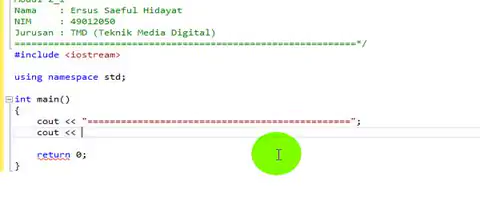 Modul 2_1
Nama : Ersus Saeful Hidayat
NIM : 49012050
Jurusan : TMD (Teknik Media Digital)
=============================================================*/
#include <iostream>
using namespace std;
int main()
{
cout << "===============================================";
cout <<
return 0;
}